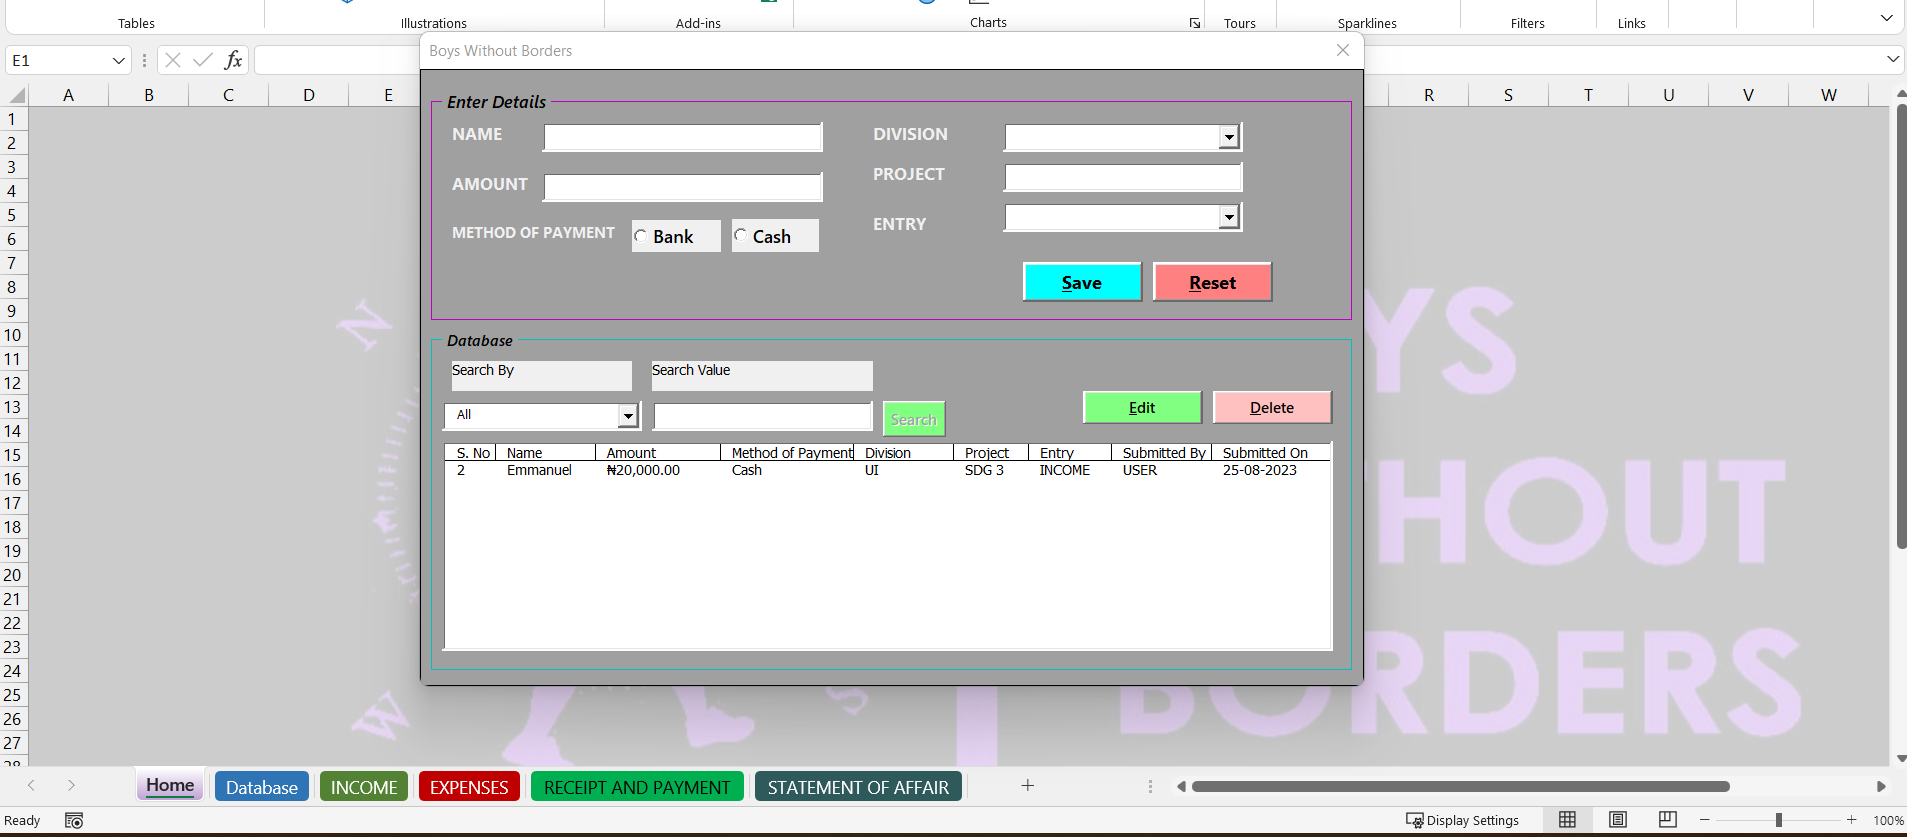 Tables Illustrations Add-ins Charts Tours Sparklines Filters Links
Boys Without Borders
E1 fx
A B C D E R S T U V W
1
2
3
4
5
6
7
8
9
10
11
12
13
14
15
16
17
18
19
20
21
22
23
24
25
26
27
28
Enter Details
NAME DIVISION
AMOUNT PROJECT
METHOD OF PAYMENT Bank Cash ENTRY
Save Reset
Database
Search By Search Value
All Search Edit Delete
S. No Name Amount Method of Payment Division Project Entry Submitted By Submitted On
2 Emmanuel ₦20,000.00 Cash UI SDG 3 INCOME USER 25-08-2023
N
W
S
YS
THOUT
BORDERS
Home Database INCOME EXPENSES RECEIPT AND PAYMENT STATEMENT OF AFFAIR
Ready Display Settings 100%